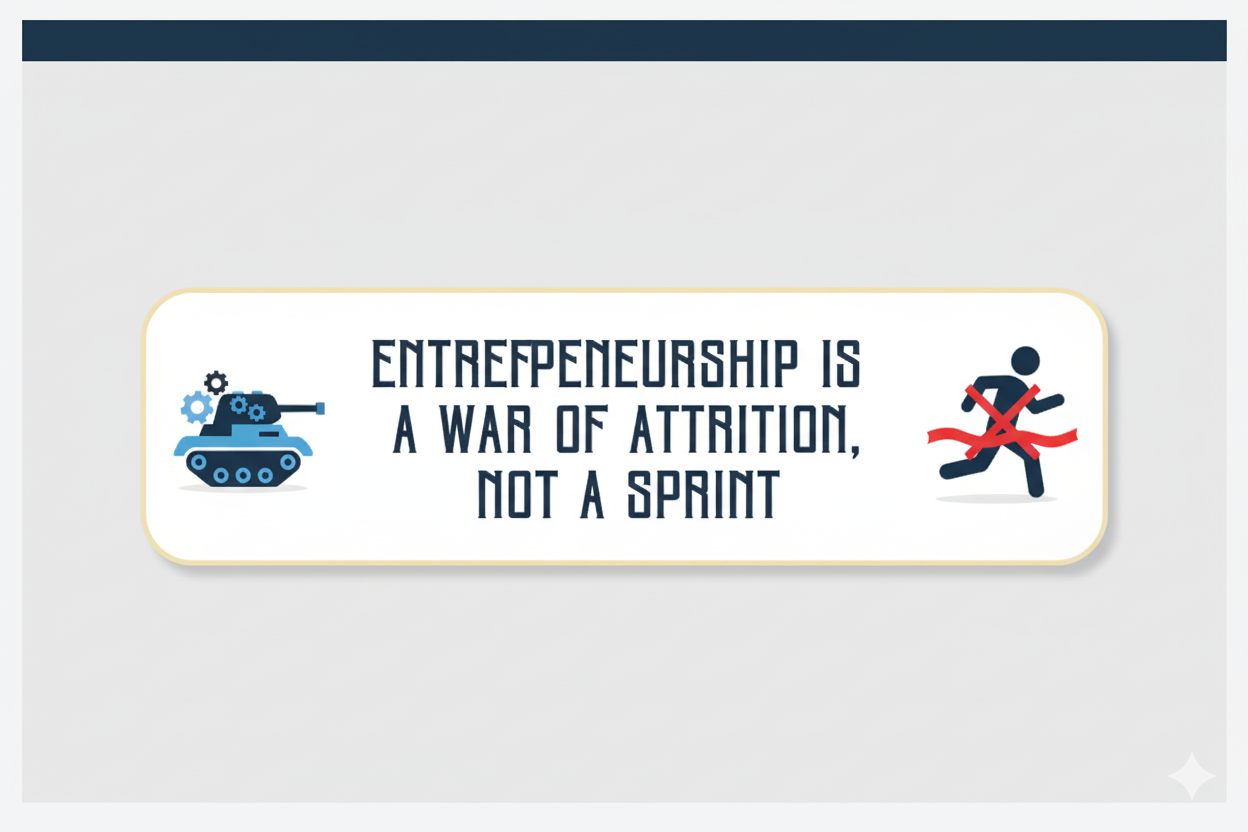 ENTREFPENEURSHIP IS
A WAR OF ATTRITION,
NOT A SPRINT